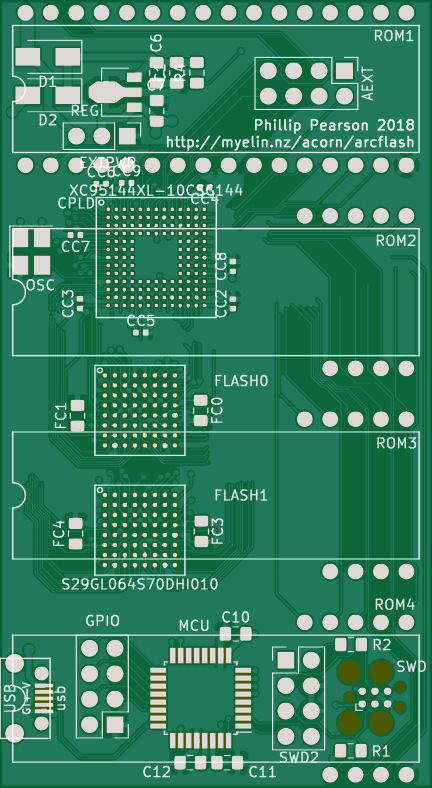 ROM1
C6
R4
D1
AEXT
REG
D2
Phillip Pearson 2018
http://myelin.nz/acorn/arcflash
EXTPWR
CC9
XC95144XL-10CSG144
CC4
CPLD
ROM2
CC7
CC8
OSC
CC3
CC2
CC5
FLASH0
FC1
FC0
ROM3
FLASH1
FC4
FC3
S29GL064S70DHI010
ROM4
C10
GPIO
MCU
R2
SWD
USB
usb
R1
SWD2
C12
C11